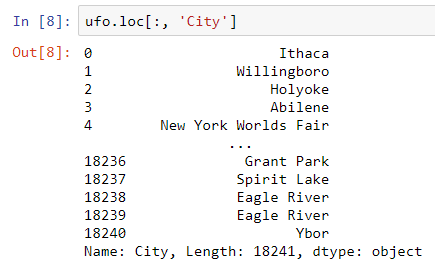 In [8]: ufo.loc[:, 'City']
Out[8]: 0 Ithaca
1 Willingboro
2 Holyoke
3 Abilene
4 New York Worlds Fair
...
18236 Grant Park
18237 Spirit Lake
18238 Eagle River
18239 Eagle River
18240 Ybor
Name: City, Length: 18241, dtype: object